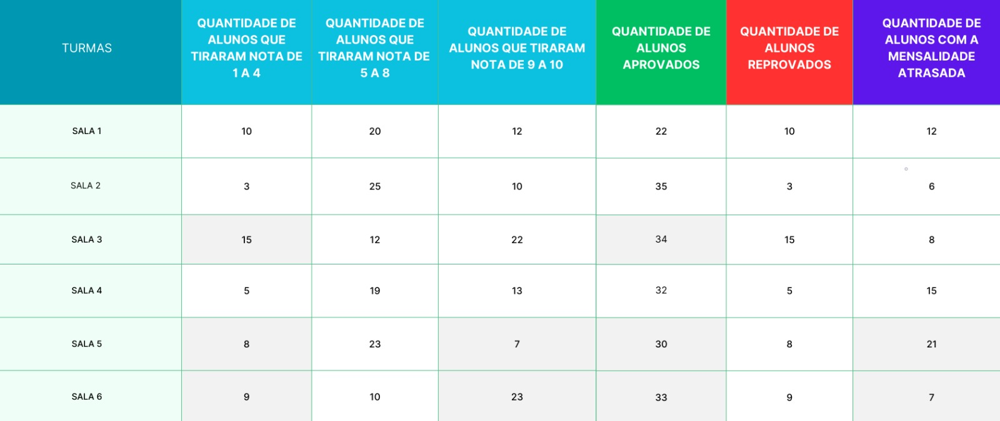 TURMAS
QUANTIDADE DE
ALUNOS QUE
TIRARAM NOTA DE
1 A 4
QUANTIDADE DE
ALUNOS QUE
TIRARAM NOTA DE
5 A 8
QUANTIDADE DE
ALUNOS QUE TIRARAM
NOTA DE 9 A 10
QUANTIDADE DE
ALUNOS
APROVADOS
QUANTIDADE DE
ALUNOS
REPROVADOS
QUANTIDADE DE
ALUNOS COM A
MENSALIDADE
ATRASADA
SALA 1 10 20 12 22 10 12
SALA 2 3 25 10 35 3 6
SALA 3 15 12 22 34 15 8
SALA 4 5 19 13 32 5 15
SALA 5 8 23 7 30 8 21
SALA 6 9 10 23 33 9 7